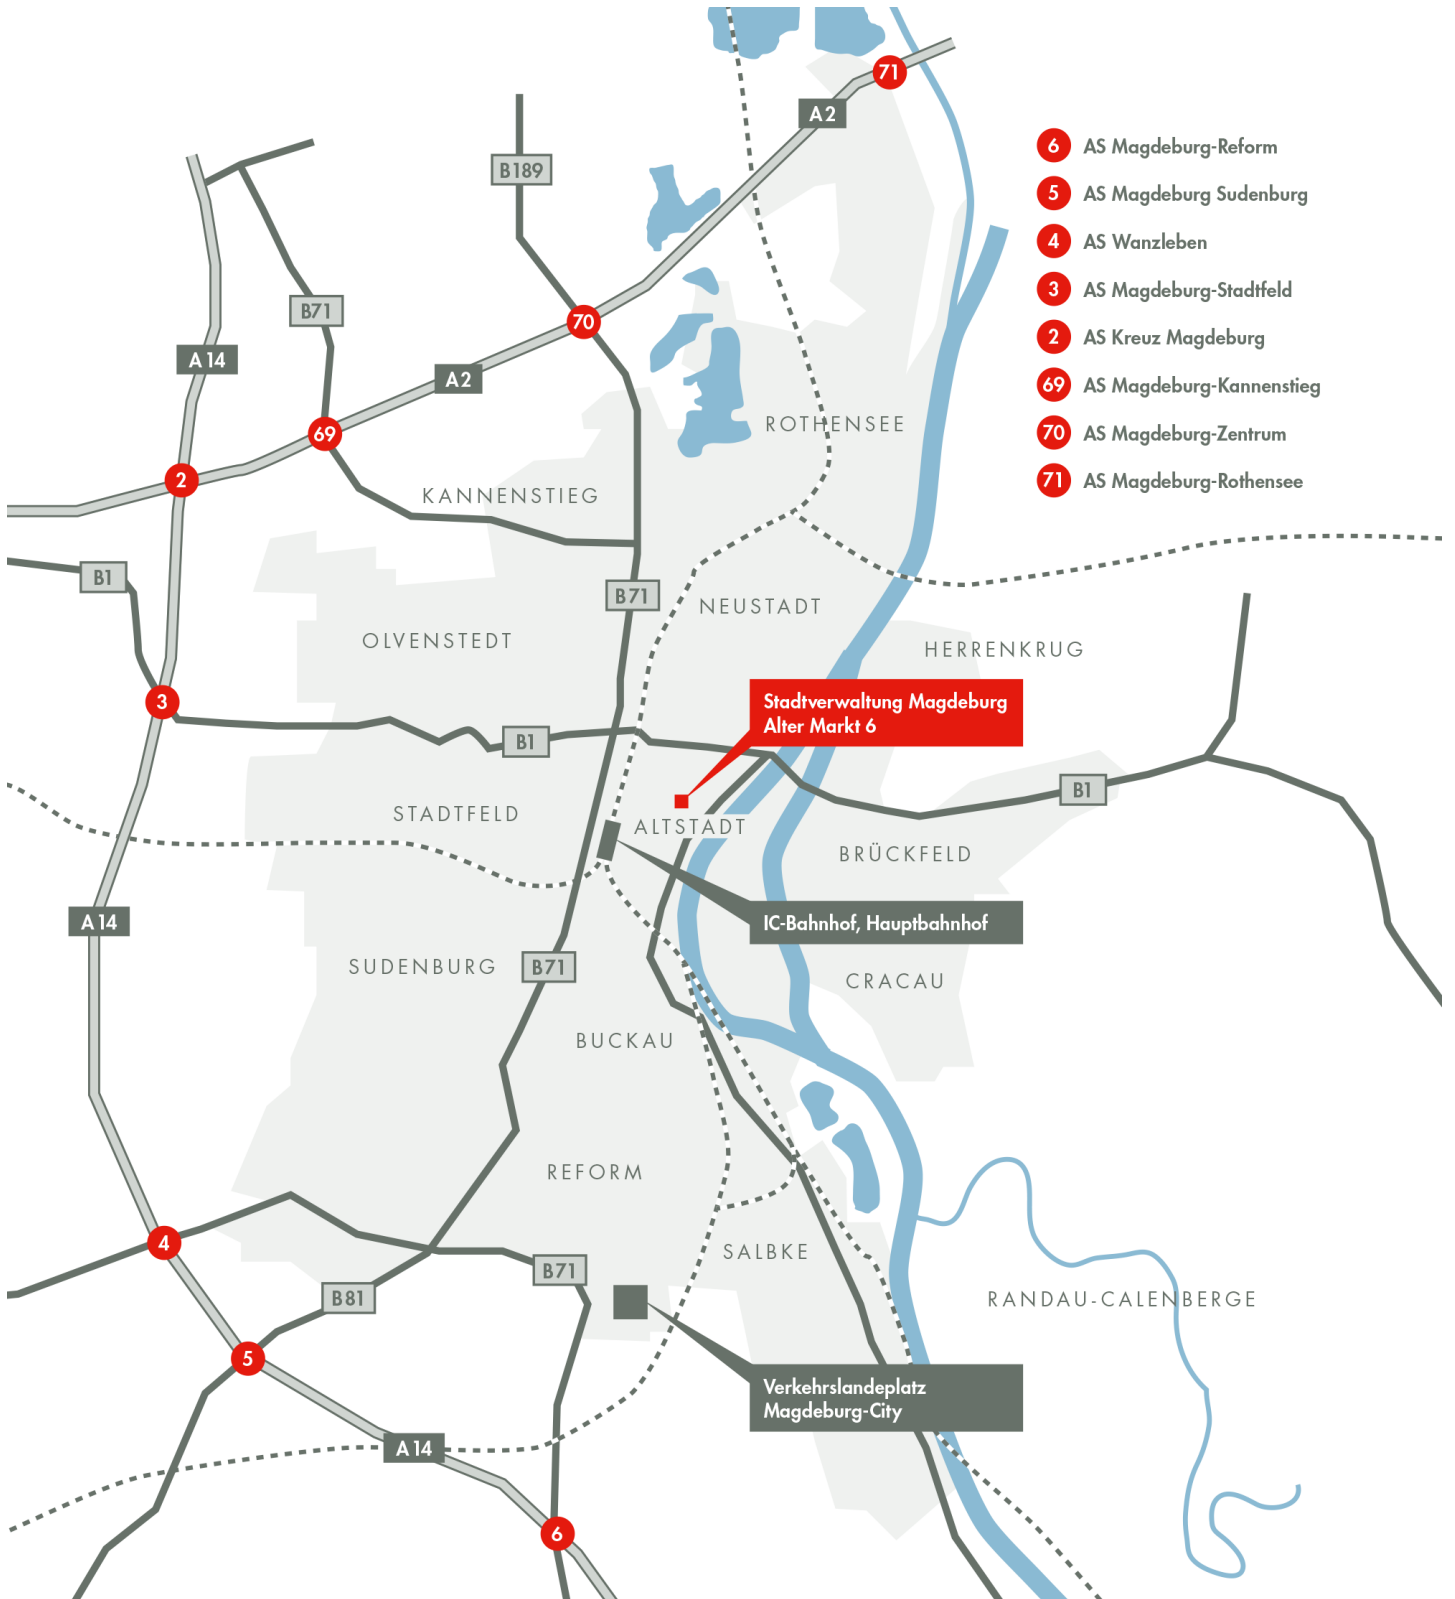 71
A2
B189
6 AS Magdeburg-Reform
5 AS Magdeburg Sudenburg
4 AS Wanzleben
3 AS Magdeburg-Stadtfeld
2 AS Kreuz Magdeburg
69 AS Magdeburg-Kannenstieg
70 AS Magdeburg-Zentrum
71 AS Magdeburg-Rothensee
B71
70
A 14
A2
ROTHENSEE
69
2
KANNENSTIEG
B1
B71
NEUSTADT
OLVENSTEDT
HERRENKRUG
3
Stadtverwaltung Magdeburg
Alter Markt 6
B1
B1
STADTFELD
ALTSTADT
BRÜCKFELD
A 14
IC-Bahnhof, Hauptbahnhof
SUDENBURG
B71
CRACAU
BUCKAU
REFORM
4
SALBKE
B71
B81
RANDAU-CALENBERGE
5
Verkehrslandeplatz
Magdeburg-City
A 14
6